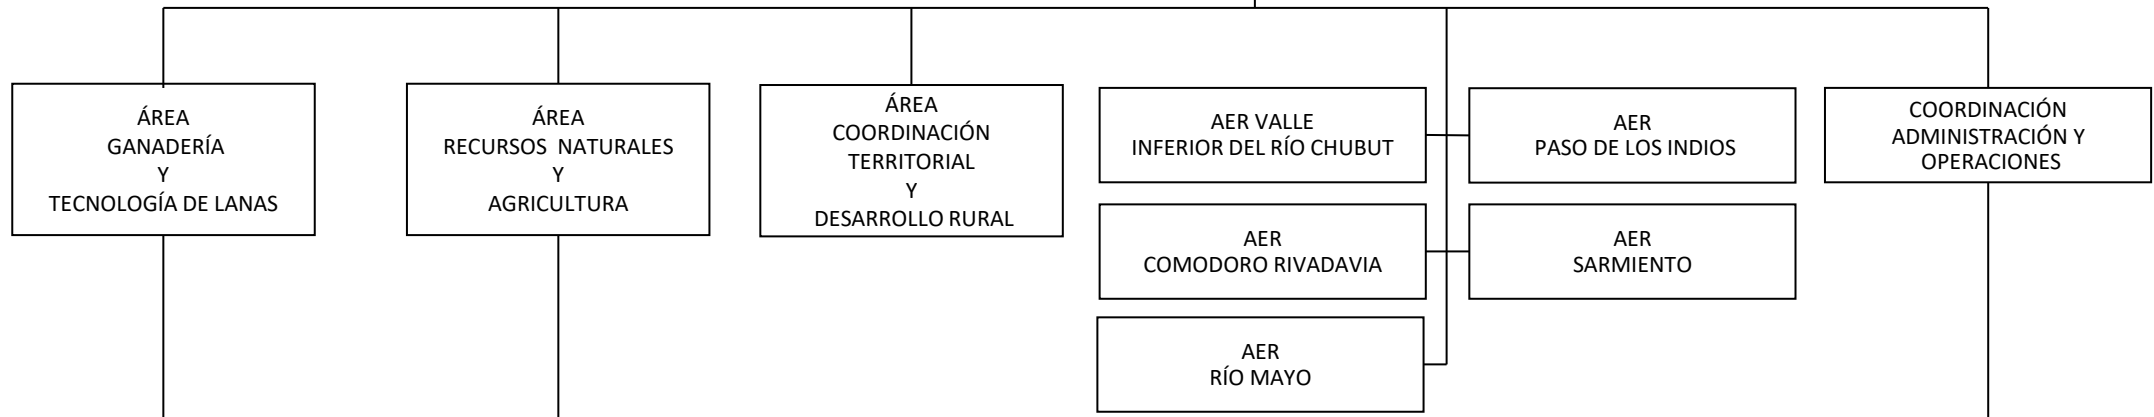 ÁREA
GANADERÍA
Y
TECNOLOGÍA DE LANAS
ÁREA
RECURSOS NATURALES
Y
AGRICULTURA
ÁREA
COORDINACIÓN
TERRITORIAL
Y
DESARROLLO RURAL
AER VALLE
INFERIOR DEL RÍO CHUBUT
AER
PASO DE LOS INDIOS
COORDINACIÓN
ADMINISTRACIÓN Y
OPERACIONES
AER
COMODORO RIVADAVIA
AER
SARMIENTO
AER
RÍO MAYO